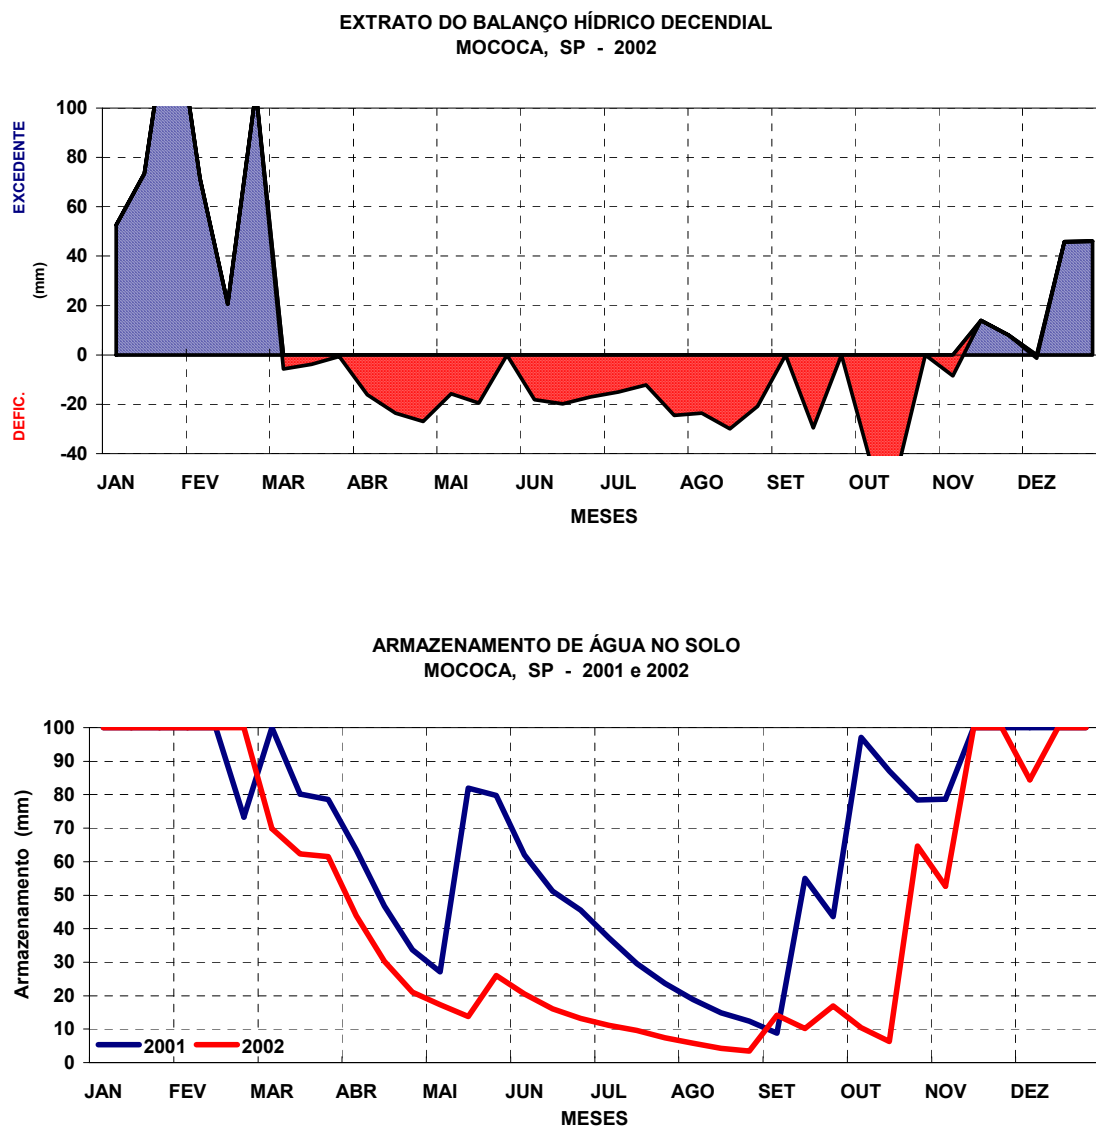 EXTRATO DO BALANÇO HÍDRICO DECENDIAL
MOCOCA, SP - 2002
EXCEDENTE
(mm)
DEFIC.
100
80
60
40
20
0
-20
-40
JAN FEV MAR ABR MAI JUN JUL AGO SET OUT NOV DEZ
MESES
ARMAZENAMENTO DE ÁGUA NO SOLO
MOCOCA, SP - 2001 e 2002
Armazenamento (mm)
100
90
80
70
60
50
40
30
20
10
0
2001 2002
JAN FEV MAR ABR MAI JUN JUL AGO SET OUT NOV DEZ
MESES